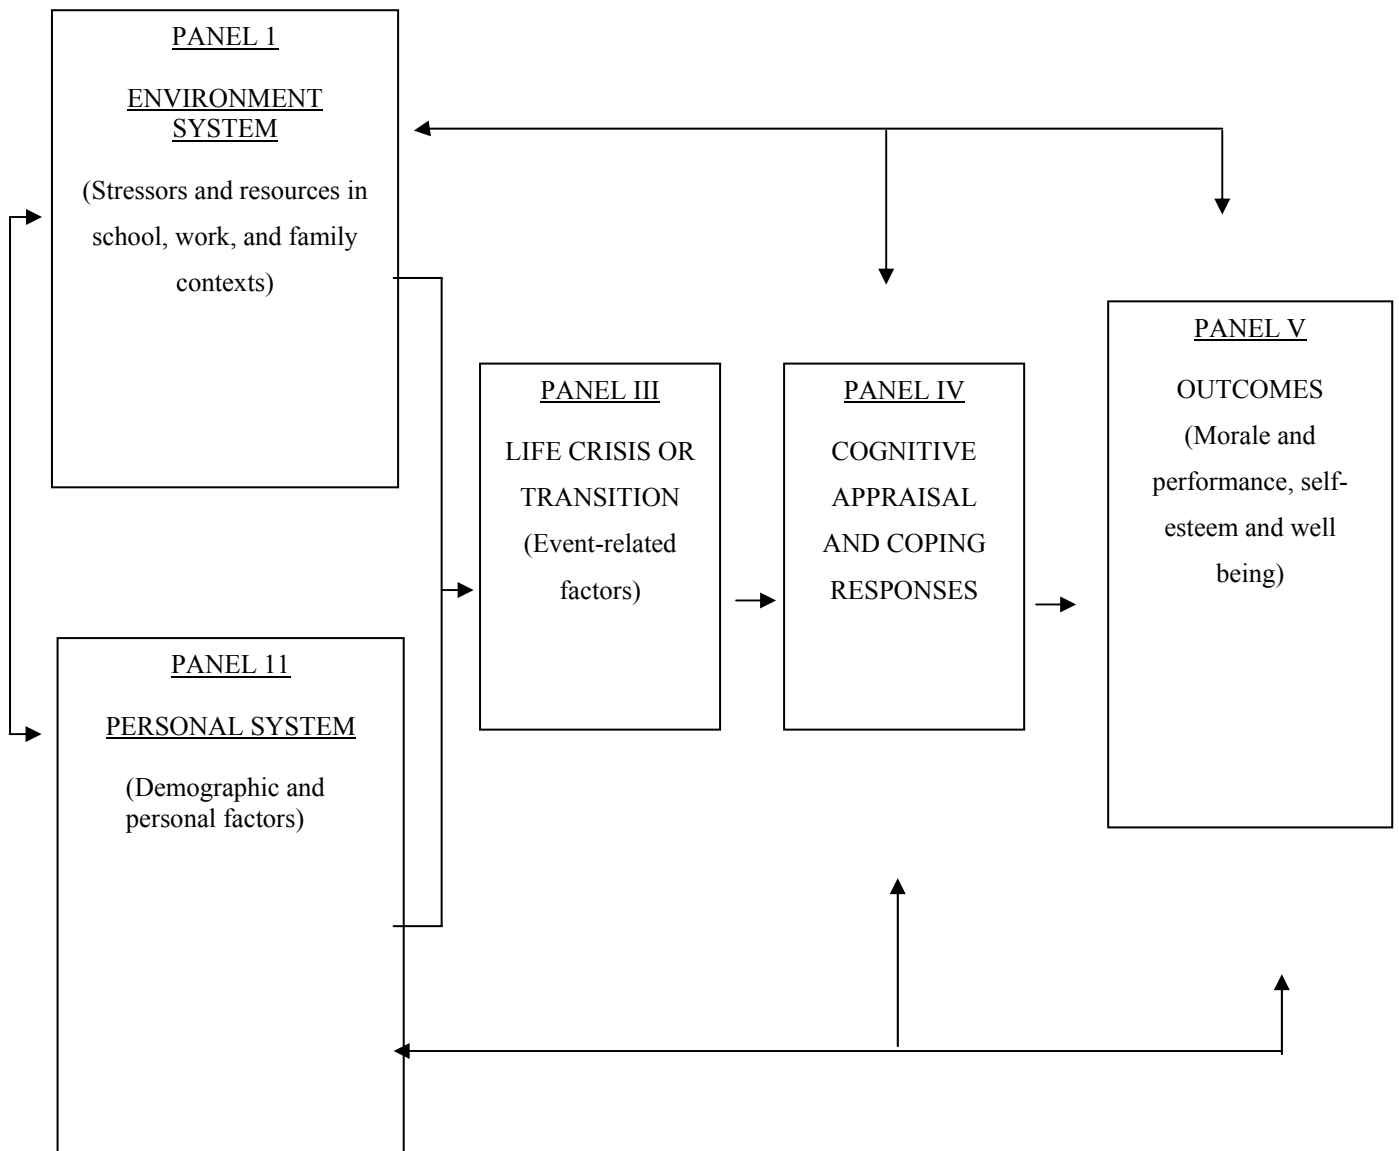 PANEL 1
ENVIRONMENT
SYSTEM
(Stressors and resources in
school, work, and family
contexts)
PANEL 11
PERSONAL SYSTEM
(Demographic and
personal factors)
PANEL III
LIFE CRISIS OR
TRANSITION
(Event-related
factors)
PANEL IV
COGNITIVE
APPRAISAL
AND COPING
RESPONSES
PANEL V
OUTCOMES
(Morale and
performance, self-
esteem and well
being)